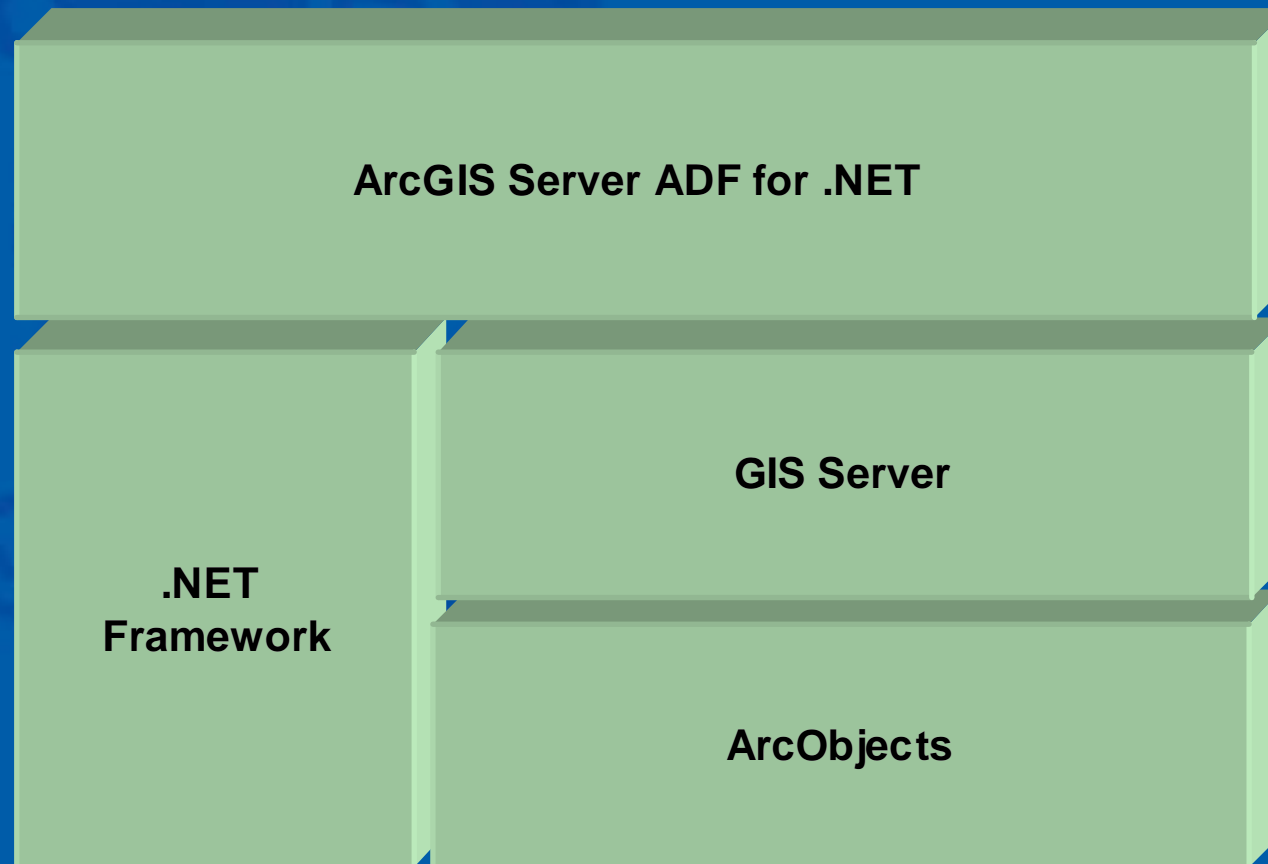 ArcGIS Server ADF for .NET
GIS Server
.NET
Framework
ArcObjects